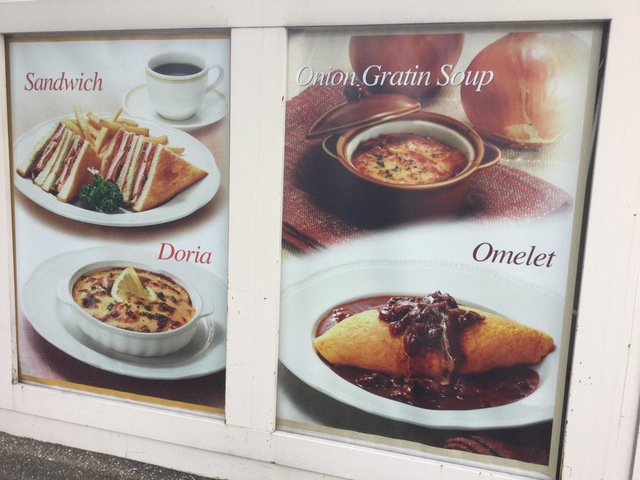 Sandwich
Doria
Onion Gratin Soup
Omelet